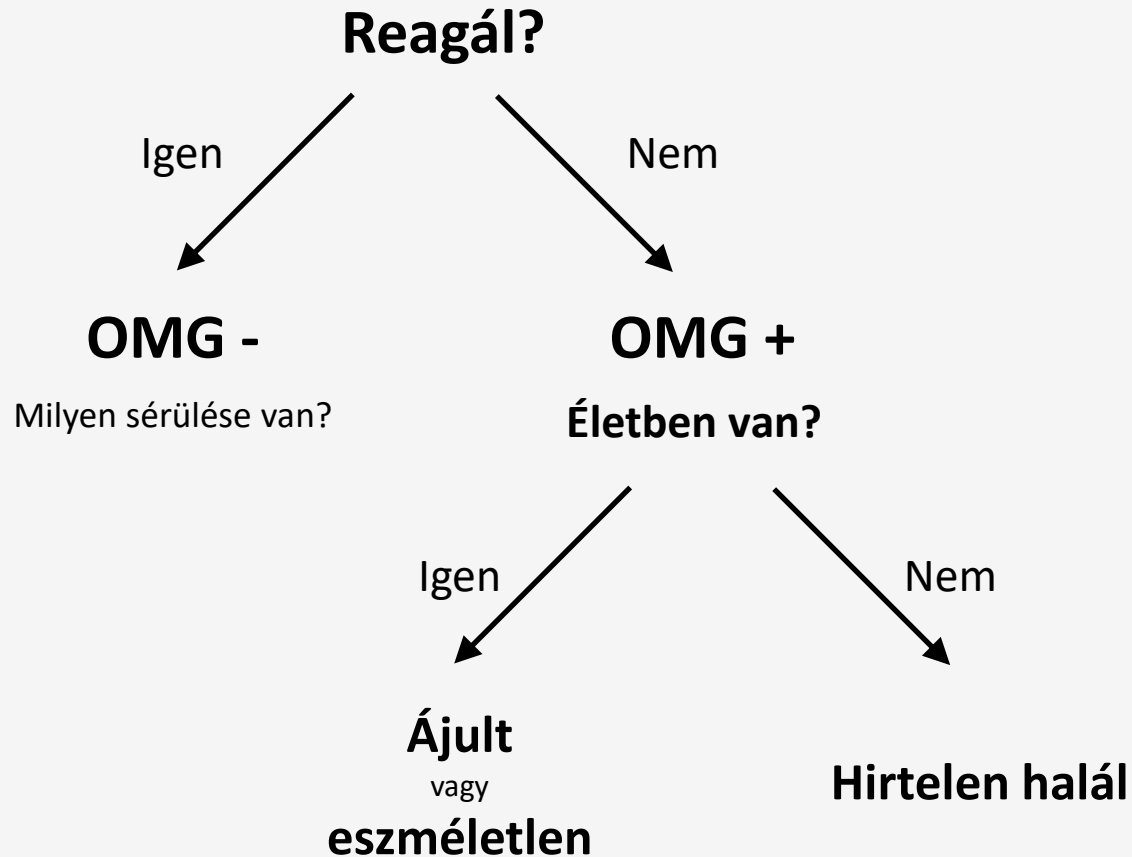 Reagál?
Igen
Nem
OMG -
OMG +
Milyen sérülése van?
Életben van?
Igen
Nem
Ájult
vagy
eszméletlen
Hirtelen halál